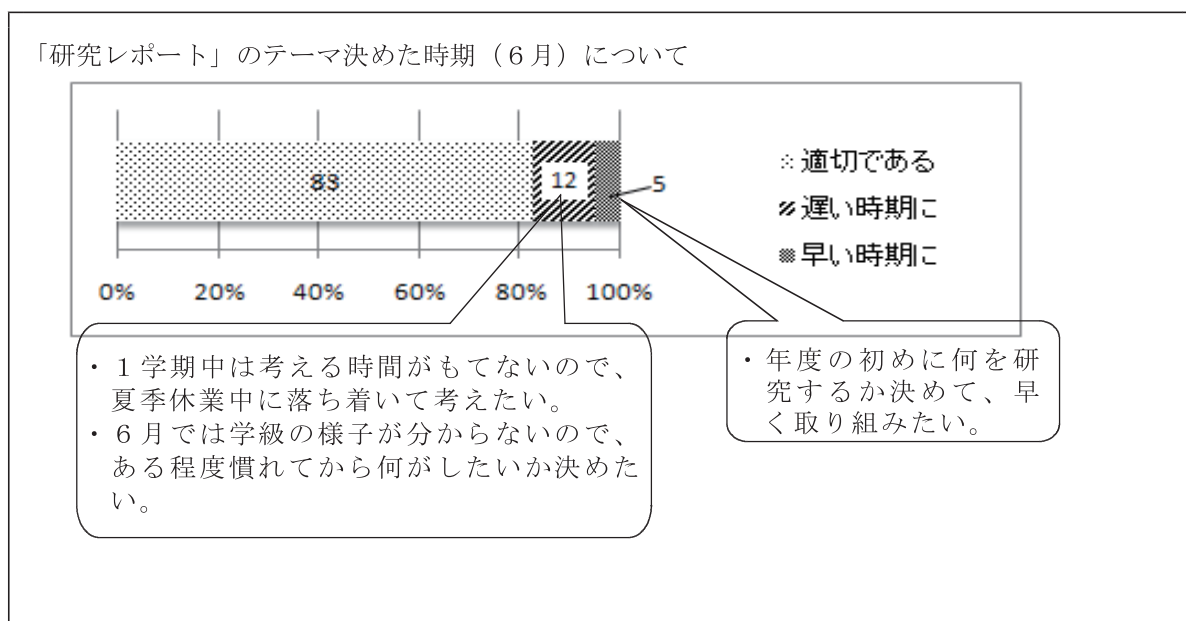 「研究レポート」のテーマ決めた時期（６月）について
83
12
5
適切である
遅い時期に
早い時期に
0%
20%
40%
60%
80%
100%
・１学期中は考える時間がもてないので、
夏季休業中に落ち着いて考えたい。
・６月では学級の様子が分からないので、
ある程度慣れてから何がしたいか決めた
い。
・年度の初めに何を研
究するか決めて、早
く取り組みたい。